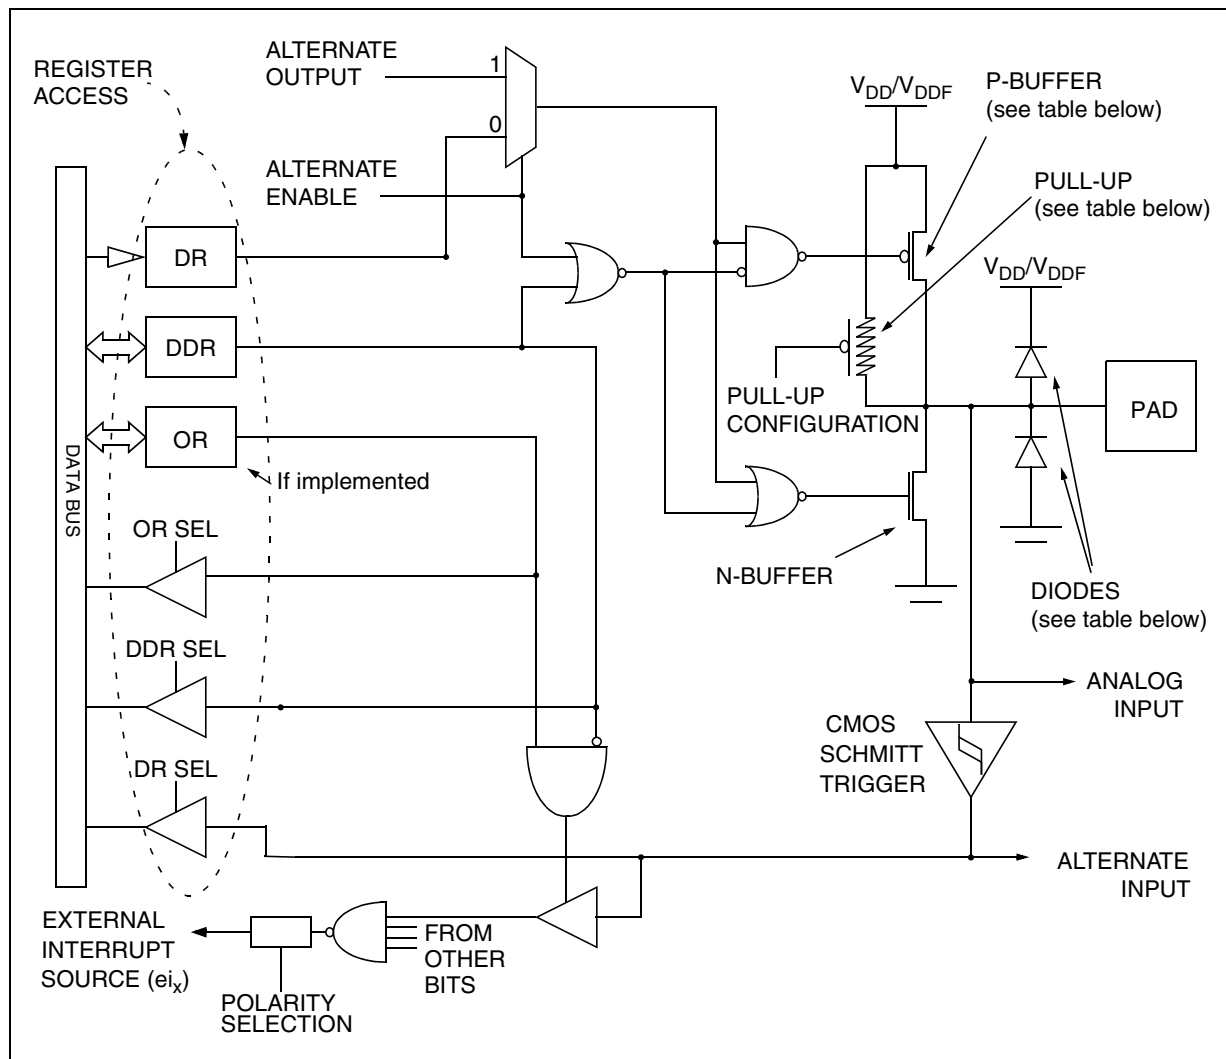 REGISTER
ACCESS
ALTERNATE
OUTPUT
1
0
ALTERNATE
ENABLE
VDD/VDDF
P-BUFFER
(see table below)
PULL-UP
(see table below)
VDD/VDDF
DR
DDR
OR
If implemented
DATA BUS
PULL-UP
CONFIGURATION
PAD
OR SEL
N-BUFFER
DIODES
(see table below)
DDR SEL
ANALOG
INPUT
CMOS
SCHMITT
TRIGGER
DR SEL
ALTERNATE
INPUT
EXTERNAL
INTERRUPT
SOURCE (eix)
FROM
OTHER
BITS
POLARITY
SELECTION